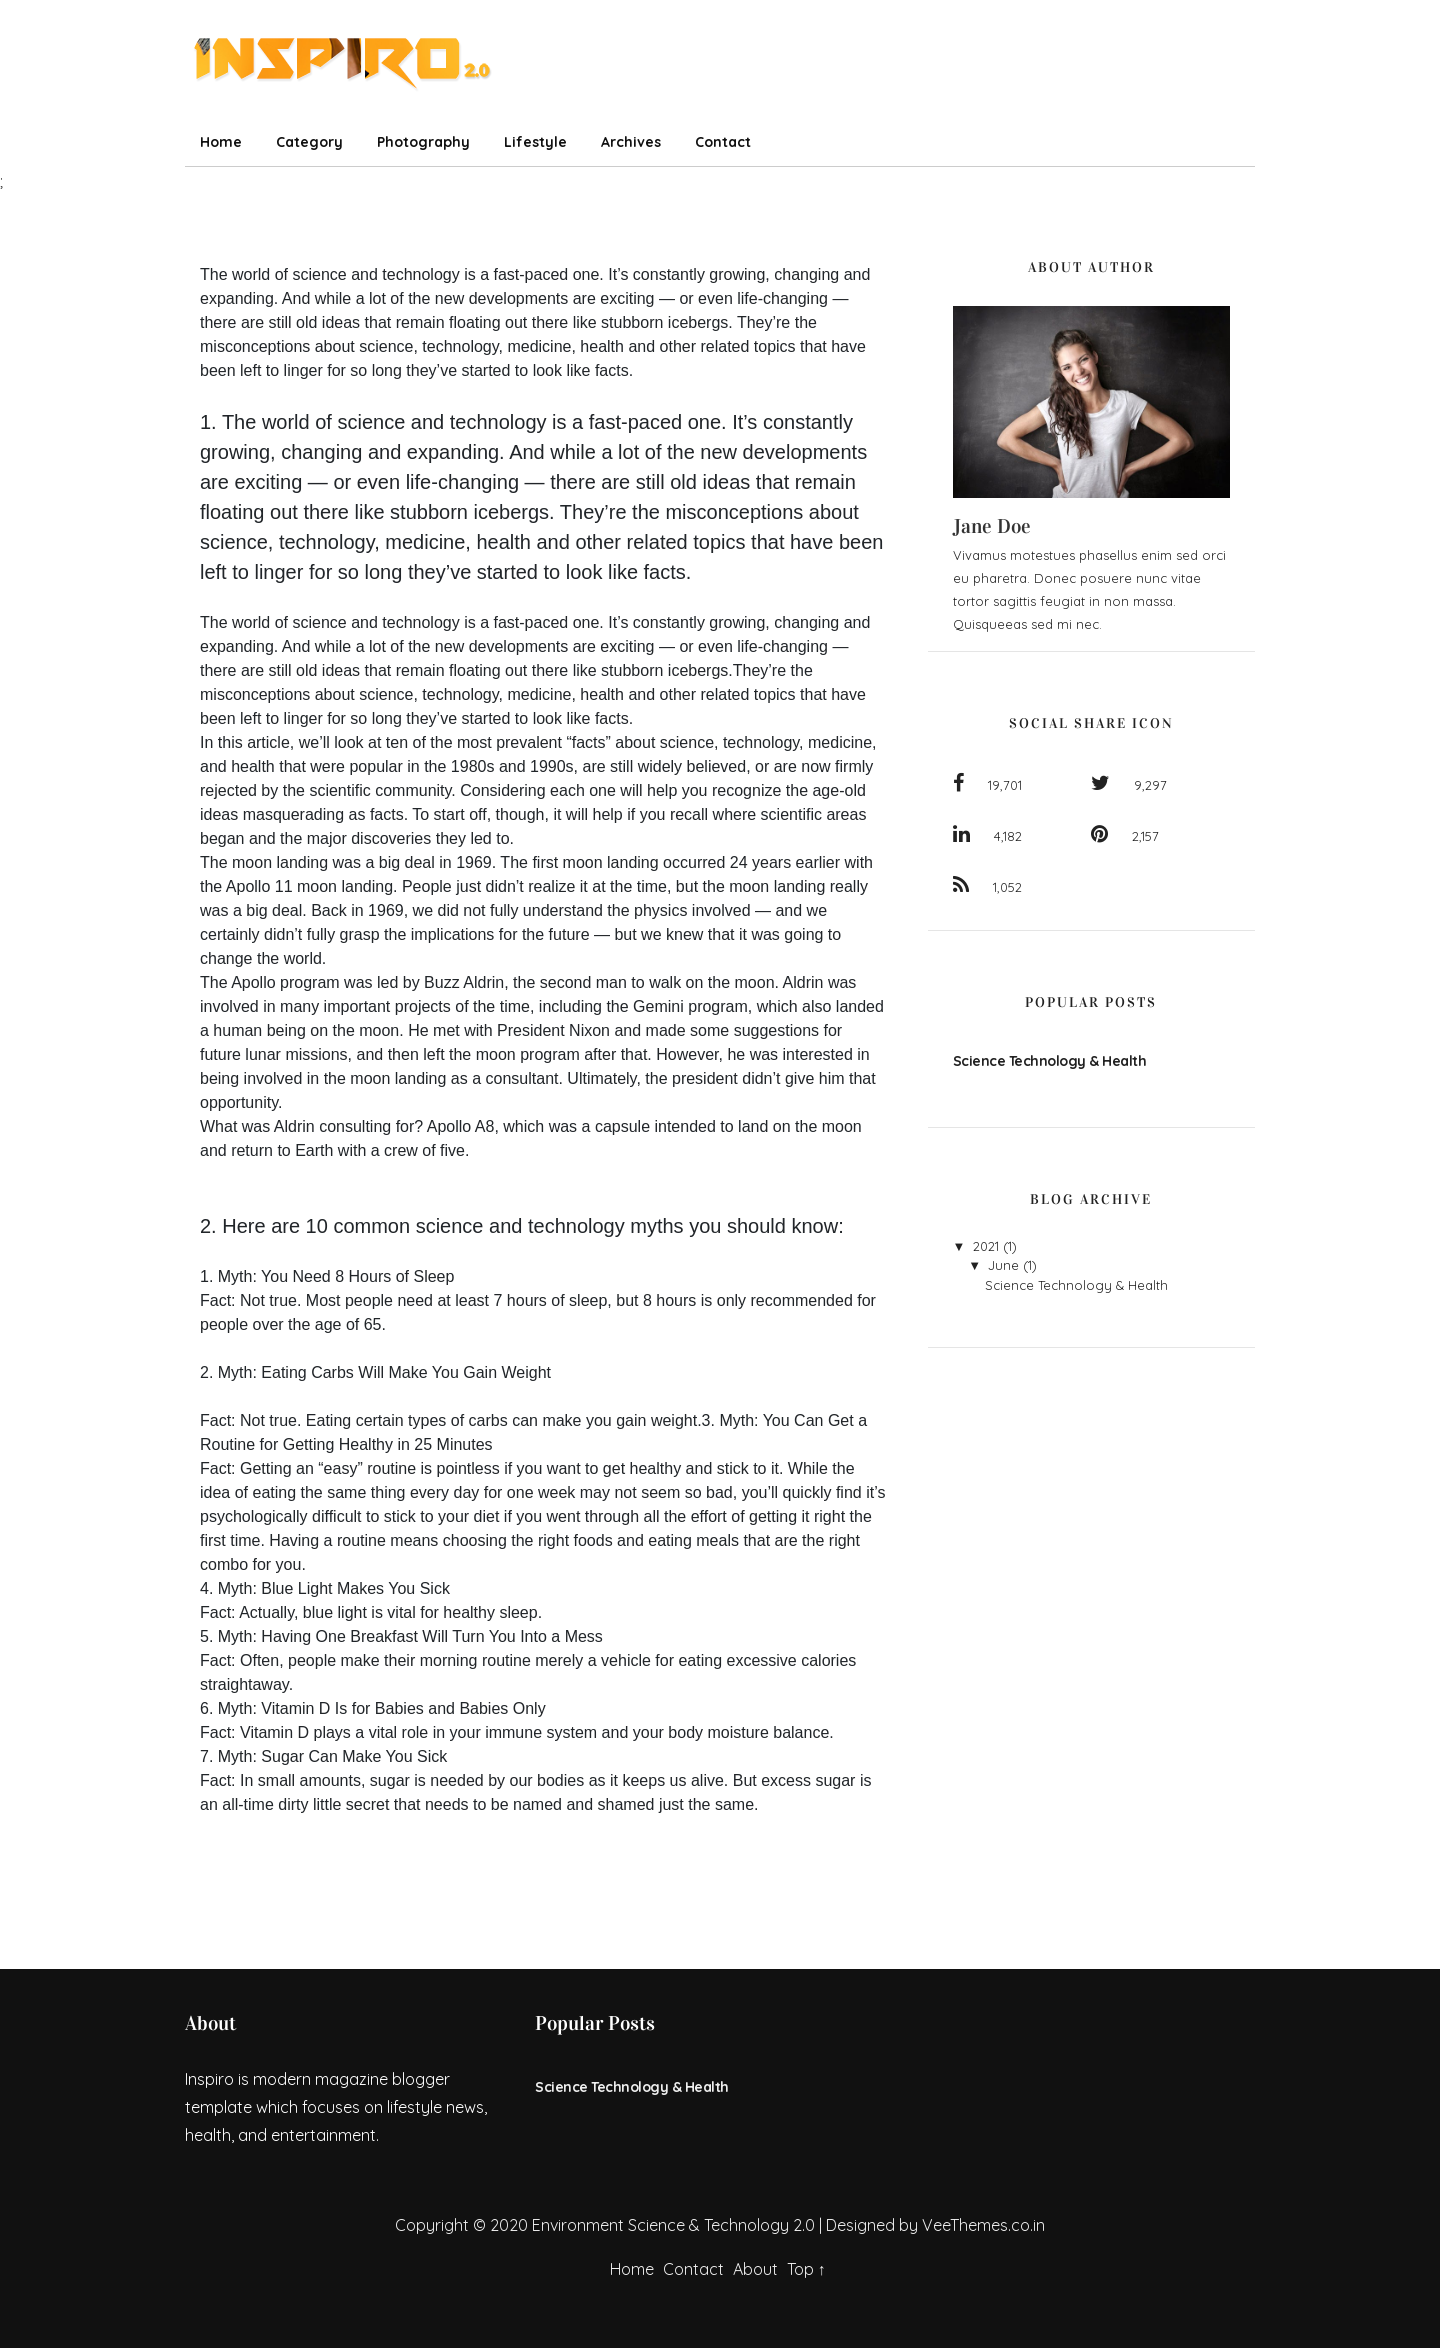 INSPIRO 2.0
Home Category Photography Lifestyle Archives Contact
;
The world of science and technology is a fast-paced one. It’s constantly growing, changing and
expanding. And while a lot of the new developments are exciting — or even life-changing —
there are still old ideas that remain floating out there like stubborn icebergs. They’re the
misconceptions about science, technology, medicine, health and other related topics that have
been left to linger for so long they’ve started to look like facts.
1. The world of science and technology is a fast-paced one. It’s constantly
growing, changing and expanding. And while a lot of the new developments
are exciting — or even life-changing — there are still old ideas that remain
floating out there like stubborn icebergs. They’re the misconceptions about
science, technology, medicine, health and other related topics that have been
left to linger for so long they’ve started to look like facts.
The world of science and technology is a fast-paced one. It’s constantly growing, changing and
expanding. And while a lot of the new developments are exciting — or even life-changing —
there are still old ideas that remain floating out there like stubborn icebergs.They’re the
misconceptions about science, technology, medicine, health and other related topics that have
been left to linger for so long they’ve started to look like facts.
In this article, we’ll look at ten of the most prevalent “facts” about science, technology, medicine,
and health that were popular in the 1980s and 1990s, are still widely believed, or are now firmly
rejected by the scientific community. Considering each one will help you recognize the age-old
ideas masquerading as facts. To start off, though, it will help if you recall where scientific areas
began and the major discoveries they led to.
The moon landing was a big deal in 1969. The first moon landing occurred 24 years earlier with
the Apollo 11 moon landing. People just didn’t realize it at the time, but the moon landing really
was a big deal. Back in 1969, we did not fully understand the physics involved — and we
certainly didn’t fully grasp the implications for the future — but we knew that it was going to
change the world.
The Apollo program was led by Buzz Aldrin, the second man to walk on the moon. Aldrin was
involved in many important projects of the time, including the Gemini program, which also landed
a human being on the moon. He met with President Nixon and made some suggestions for
future lunar missions, and then left the moon program after that. However, he was interested in
being involved in the moon landing as a consultant. Ultimately, the president didn’t give him that
opportunity.
What was Aldrin consulting for? Apollo A8, which was a capsule intended to land on the moon
and return to Earth with a crew of five.
2. Here are 10 common science and technology myths you should know:
1. Myth: You Need 8 Hours of Sleep
Fact: Not true. Most people need at least 7 hours of sleep, but 8 hours is only recommended for
people over the age of 65.
2. Myth: Eating Carbs Will Make You Gain Weight
Fact: Not true. Eating certain types of carbs can make you gain weight.3. Myth: You Can Get a
Routine for Getting Healthy in 25 Minutes
Fact: Getting an “easy” routine is pointless if you want to get healthy and stick to it. While the
idea of eating the same thing every day for one week may not seem so bad, you’ll quickly find it’s
psychologically difficult to stick to your diet if you went through all the effort of getting it right the
first time. Having a routine means choosing the right foods and eating meals that are the right
combo for you.
4. Myth: Blue Light Makes You Sick
Fact: Actually, blue light is vital for healthy sleep.
5. Myth: Having One Breakfast Will Turn You Into a Mess
Fact: Often, people make their morning routine merely a vehicle for eating excessive calories
straightaway.
6. Myth: Vitamin D Is for Babies and Babies Only
Fact: Vitamin D plays a vital role in your immune system and your body moisture balance.
7. Myth: Sugar Can Make You Sick
Fact: In small amounts, sugar is needed by our bodies as it keeps us alive. But excess sugar is
an all-time dirty little secret that needs to be named and shamed just the same.
ABOUT AUTHOR
Jane Doe
Vivamus motestues phasellus enim sed orci
eu pharetra. Donec posuere nunc vitae
tortor sagittis feugiat in non massa.
Quisqueeas sed mi nec.
SOCIAL SHARE ICON
19,701 9,297
4,182 2,157
1,052
POPULAR POSTS
Science Technology & Health
BLOG ARCHIVE
▼ 2021 (1)
▼ June (1)
Science Technology & Health
About
Inspiro is modern magazine blogger
template which focuses on lifestyle news,
health, and entertainment.
Popular Posts
Science Technology & Health
Copyright © 2020 Environment Science & Technology 2.0 | Designed by VeeThemes.co.in
Home Contact About Top ↑